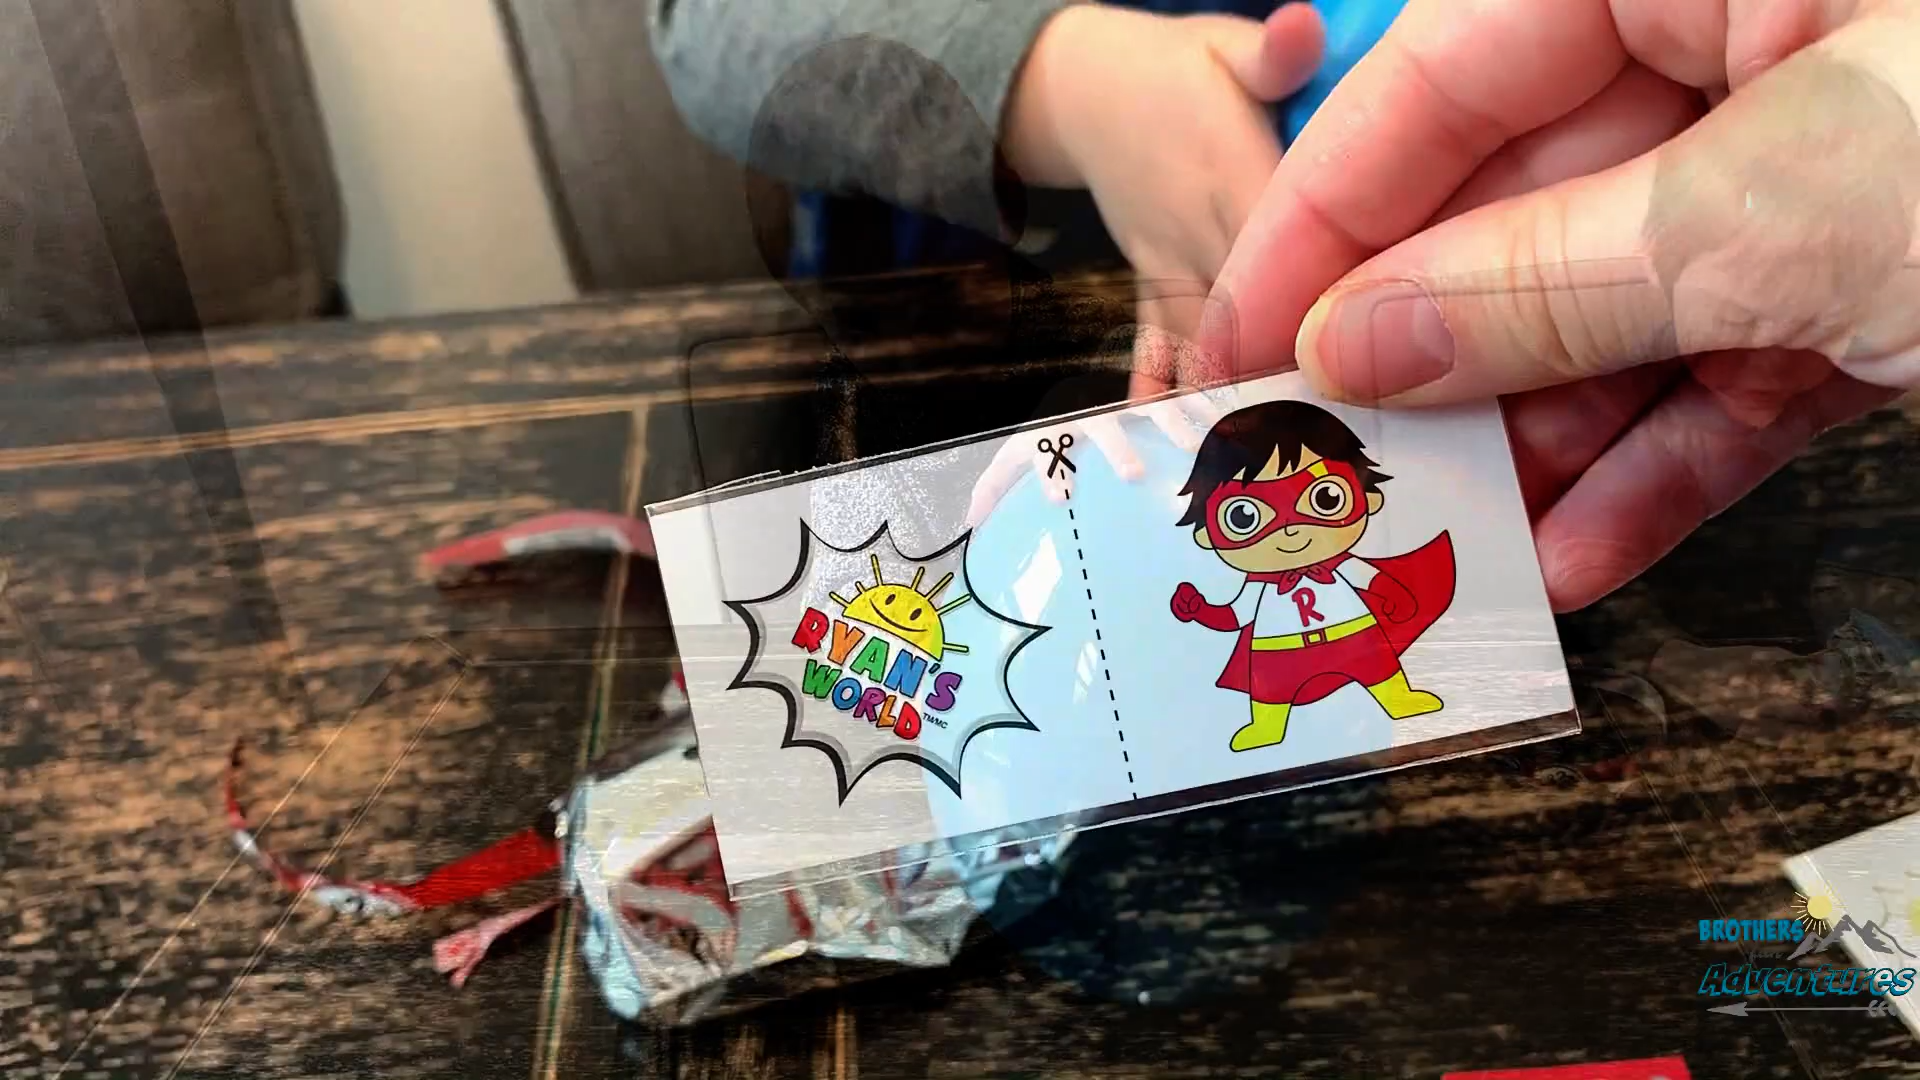 RYAN'S
WORLD
TM/MC
R
BROTHERS
Adventures